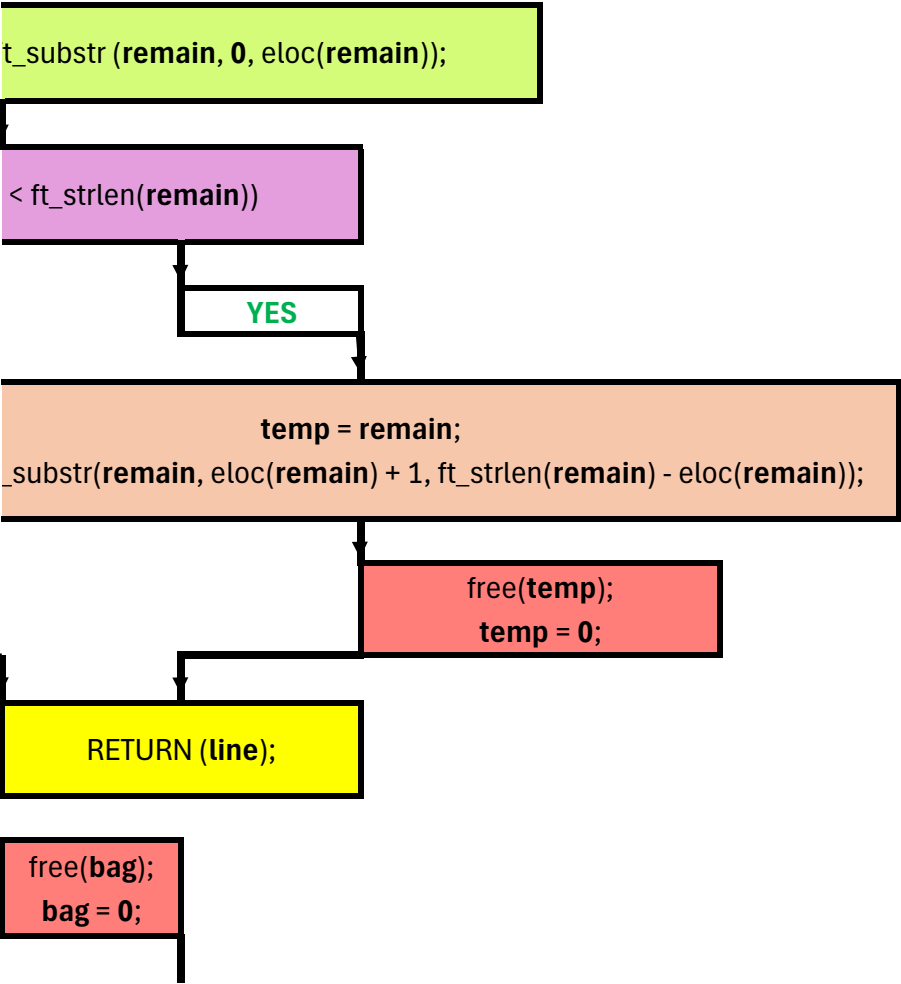 t_substr (remain, 0, eloc(remain));
< ft_strlen(remain))
YES
temp = remain;
_substr(remain, eloc(remain) + 1, ft_strlen(remain) - eloc(remain));
free(temp);
temp = 0;
RETURN (line);
free(bag);
bag = 0;